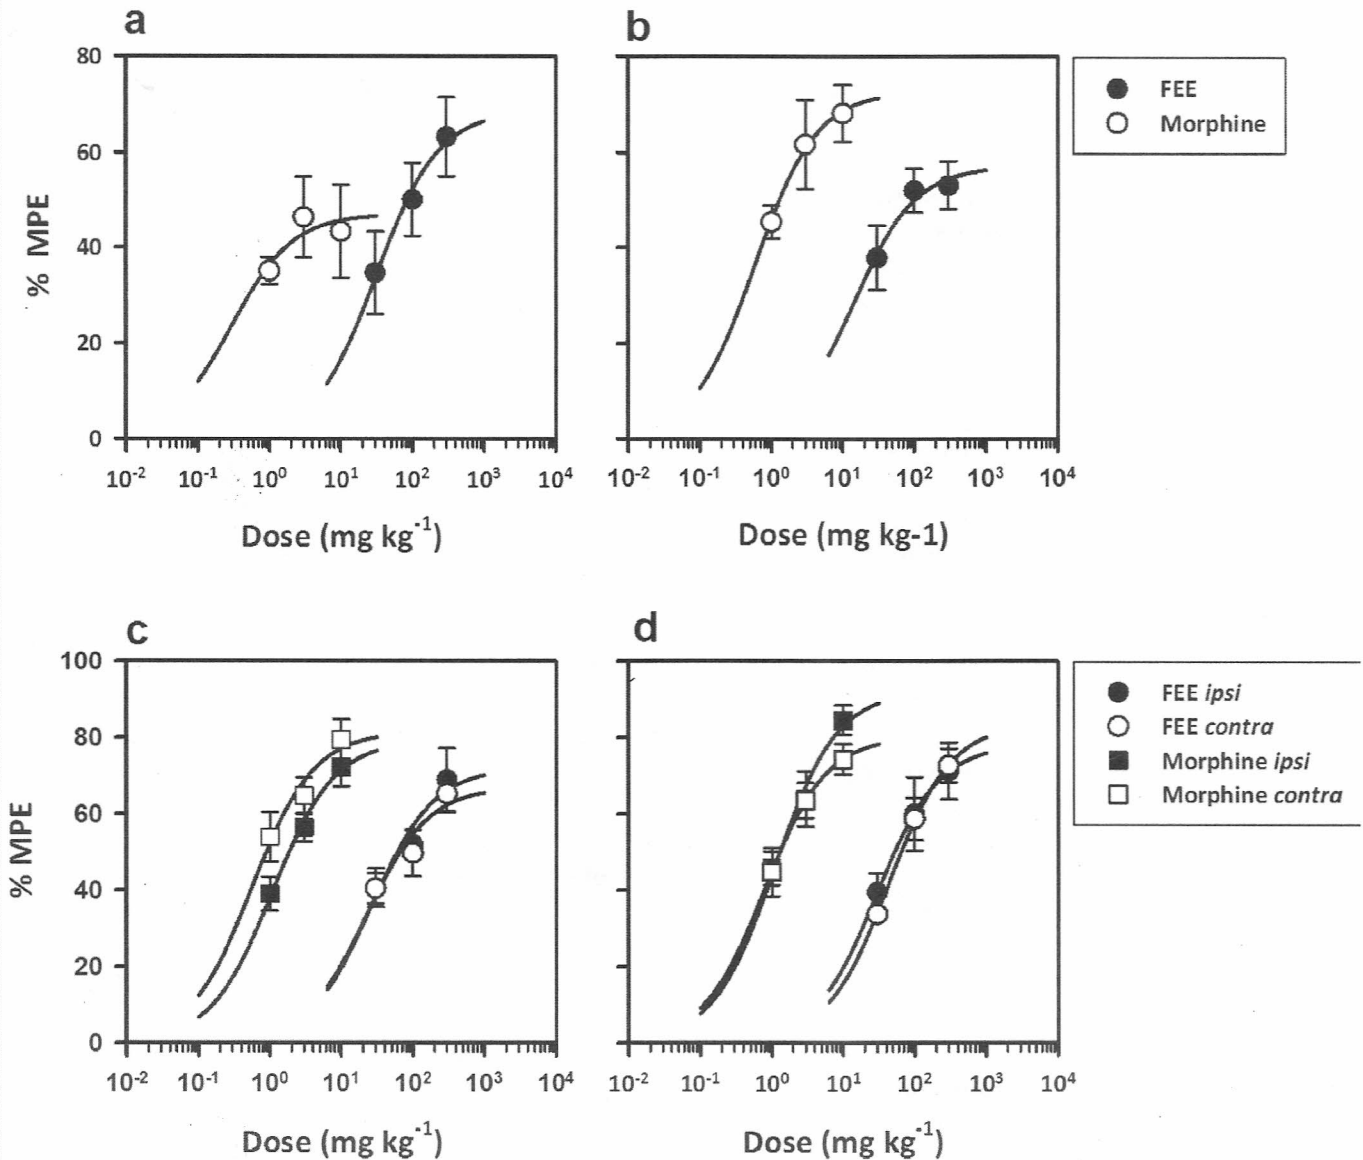 a
b
80
60
40
20
0
% MPE
10-2 10-1 100 101 102 103 104
Dose (mg kg-1)
10-2 10-1 100 101 102 103 104
Dose (mg kg-1)
FEE
Morphine
c
d
100
80
60
40
20
0
% MPE
10-2 10-1 100 101 102 103 104
Dose (mg kg-1)
10-2 10-1 100 101 102 103 104
Dose (mg kg-1)
FEE ipsi
FEE contra
Morphine ipsi
Morphine contra